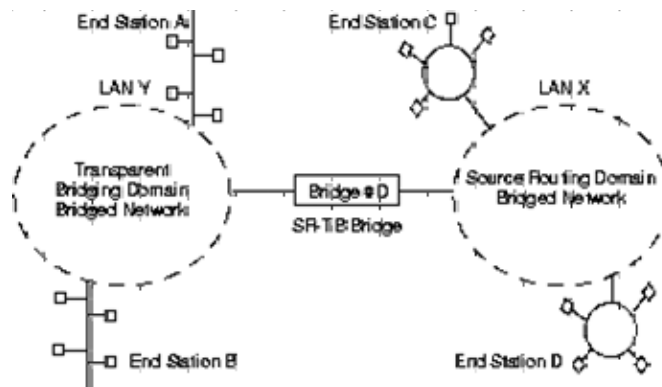 End Station A
End Station C
LAN Y
LAN X
Transparent
Bridging Domain
Bridged Network
Bridge # D
SR-TB Bridge
Source Routing Domain
Bridged Network
End Station B
End Station D